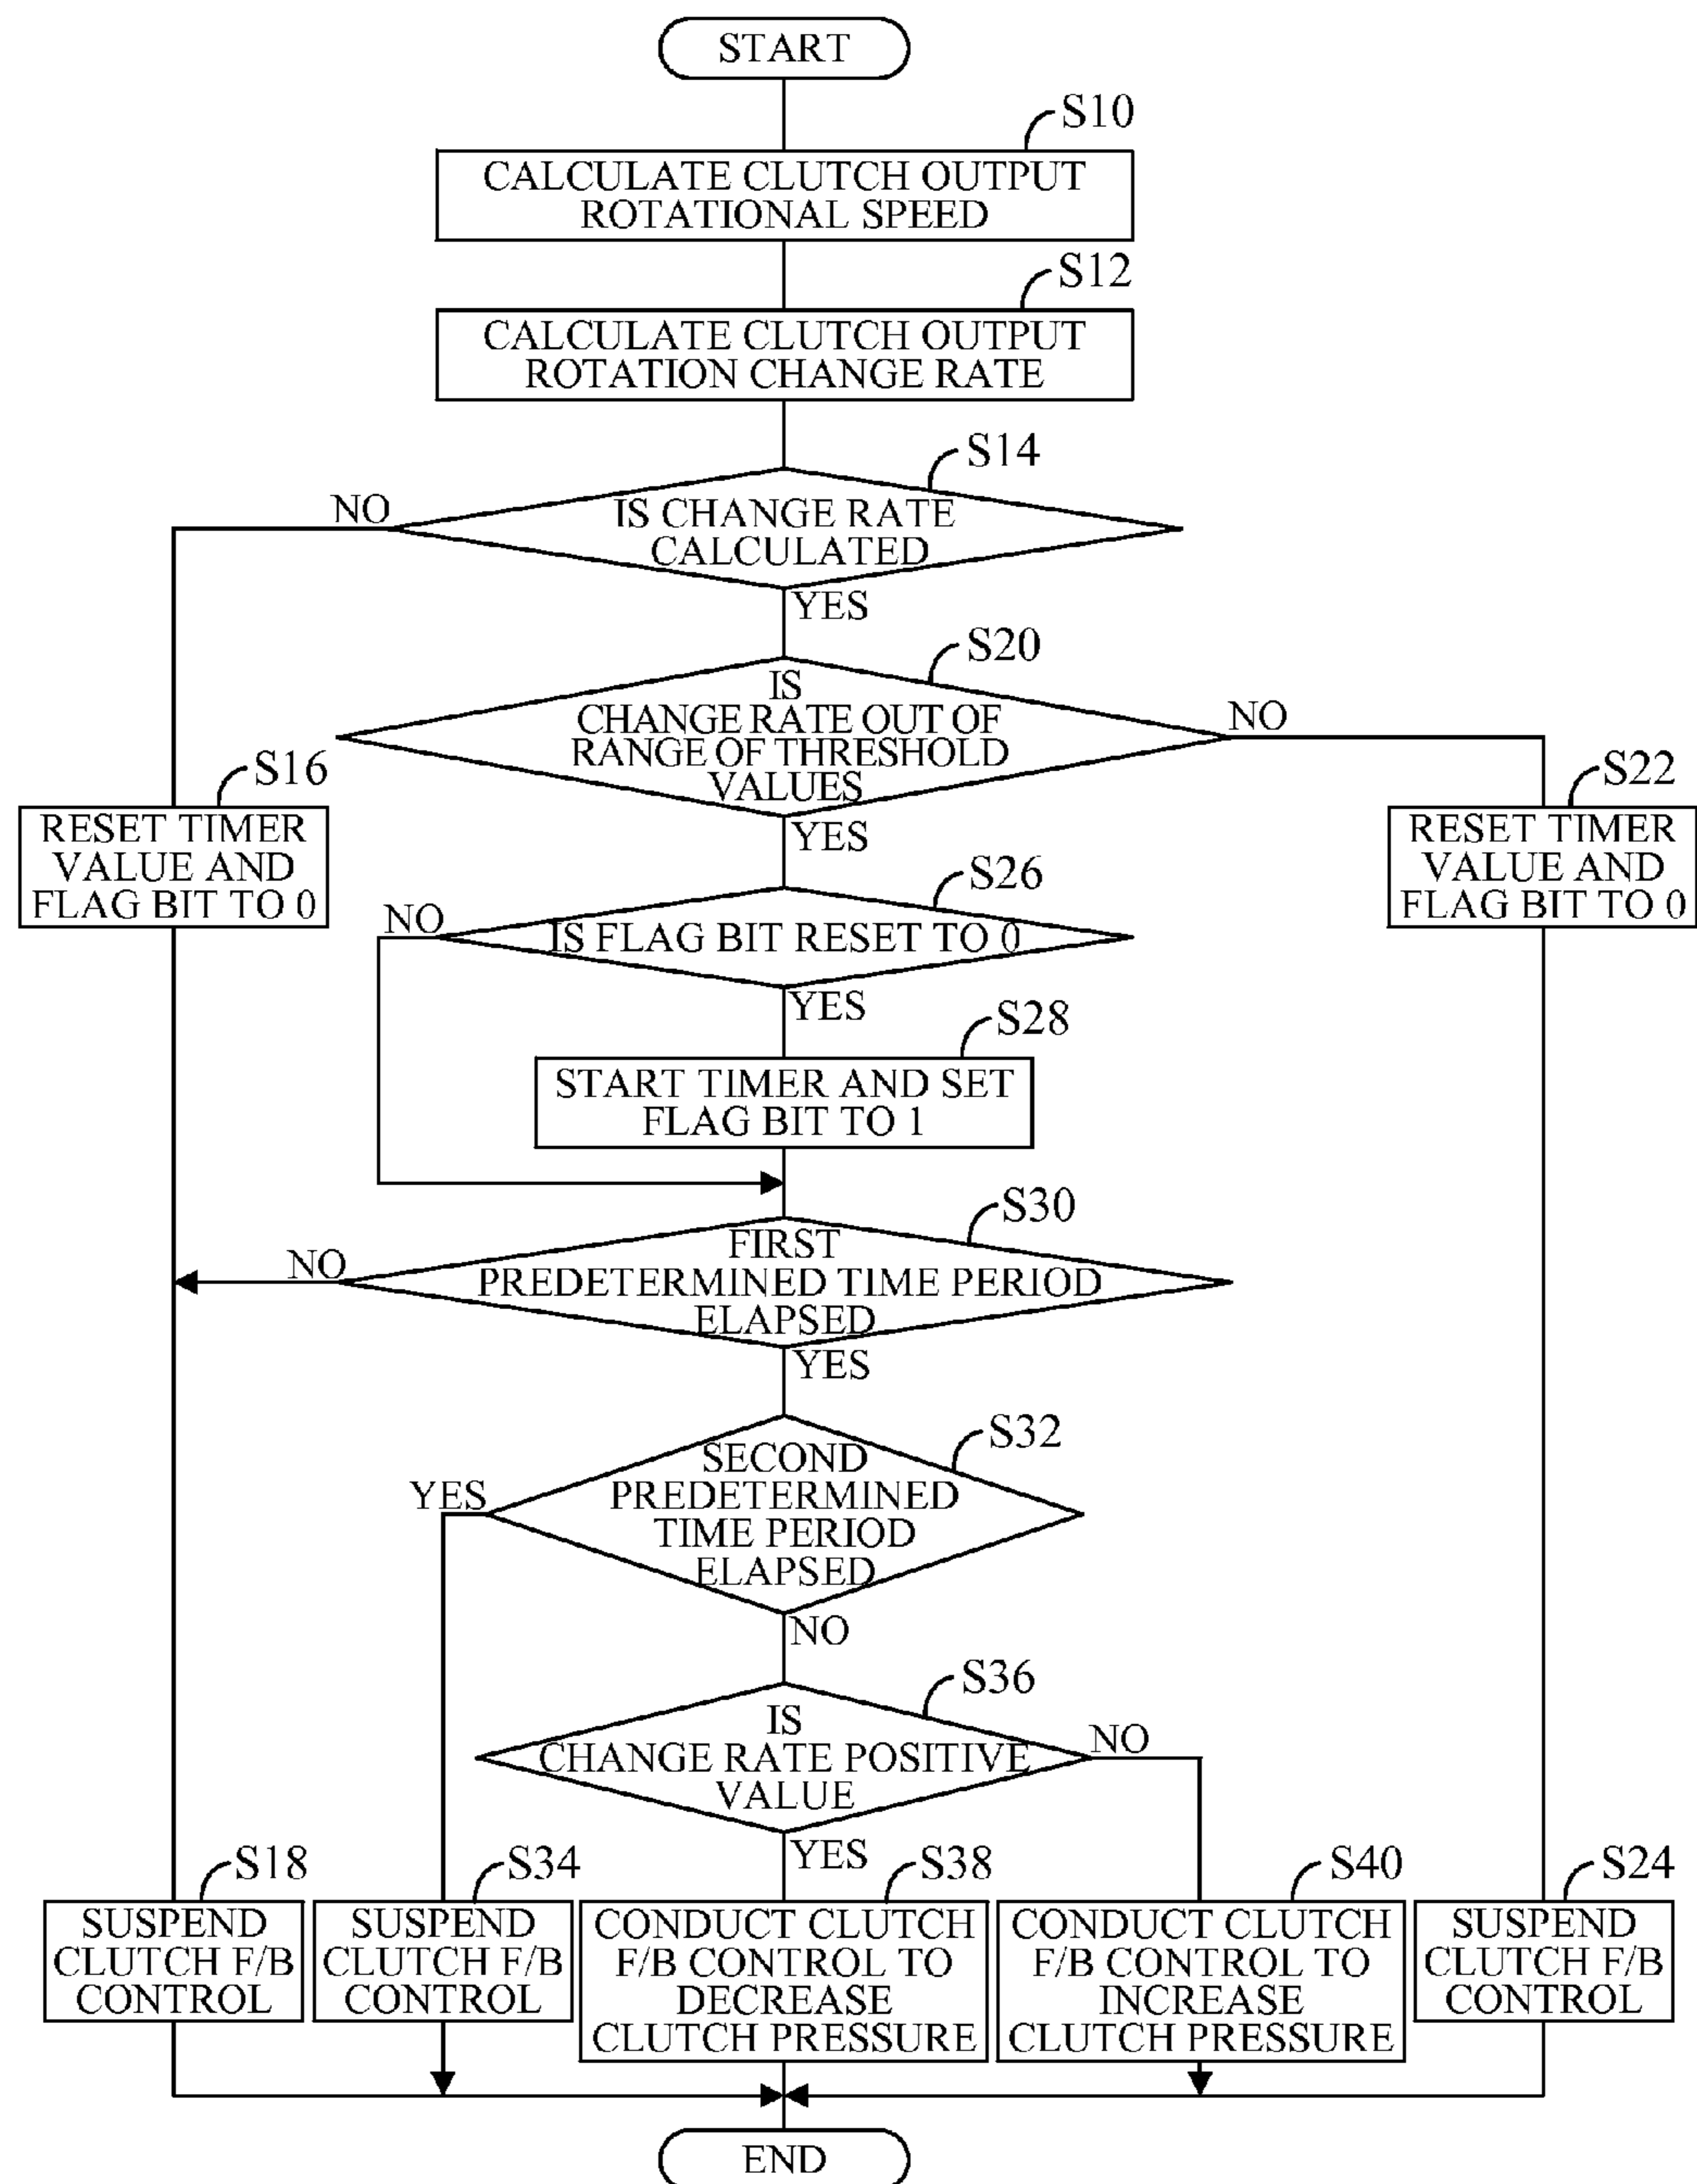 START
S10
CALCULATE CLUTCH OUTPUT
ROTATIONAL SPEED
S12
CALCULATE CLUTCH OUTPUT
ROTATION CHANGE RATE
S14
NO
IS CHANGE RATE
CALCULATED
YES
S20
IS
CHANGE RATE OUT OF
RANGE OF THRESHOLD
VALUES
NO
YES
S16
RESET TIMER
VALUE AND
FLAG BIT TO 0
S22
RESET TIMER
VALUE AND
FLAG BIT TO 0
S26
NO
IS FLAG BIT RESET TO 0
YES
S28
START TIMER AND SET
FLAG BIT TO 1
S30
NO
FIRST
PREDETERMINED TIME PERIOD
ELAPSED
YES
S32
YES
SECOND
PREDETERMINED
TIME PERIOD
ELAPSED
NO
S36
IS
CHANGE RATE POSITIVE
VALUE
NO
YES
S18
SUSPEND
CLUTCH F/B
CONTROL
S34
SUSPEND
CLUTCH F/B
CONTROL
S38
CONDUCT CLUTCH
F/B CONTROL TO
DECREASE
CLUTCH PRESSURE
S40
CONDUCT CLUTCH
F/B CONTROL TO
INCREASE
CLUTCH PRESSURE
S24
SUSPEND
CLUTCH F/B
CONTROL
END